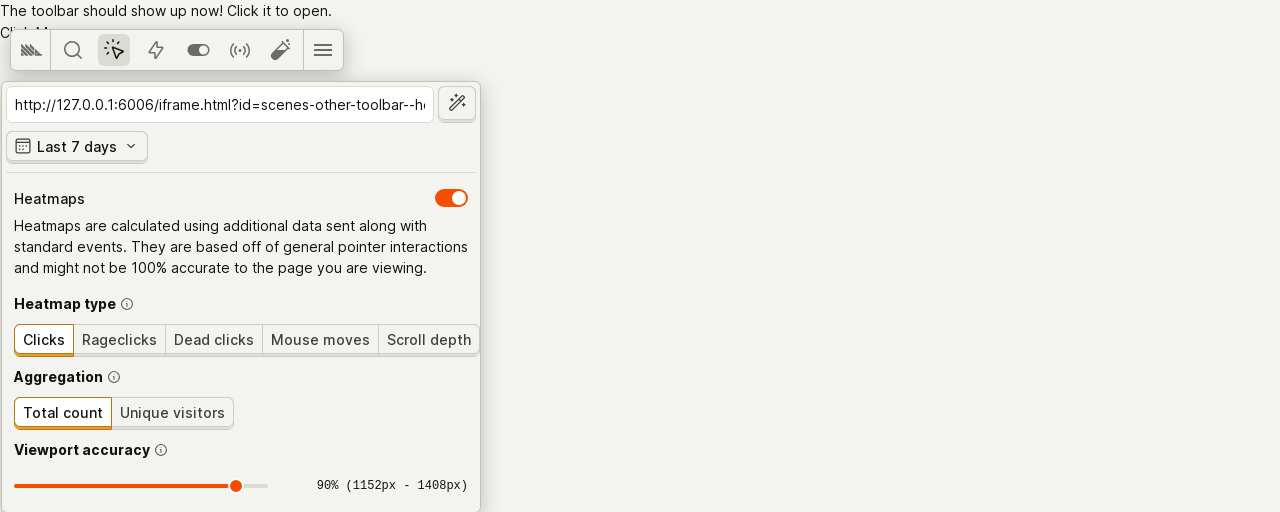 The toolbar should show up now! Click it to open.
http://127.0.0.1:6006/iframe.html?id=scenes-other-toolbar--h
Last 7 days
Heatmaps
Heatmaps are calculated using additional data sent along with
standard events. They are based off of general pointer interactions
and might not be 100% accurate to the page you are viewing.
Heatmap type
Clicks Rageclicks Dead clicks Mouse moves Scroll depth
Aggregation
Total count Unique visitors
Viewport accuracy
90% (1152px - 1408px)